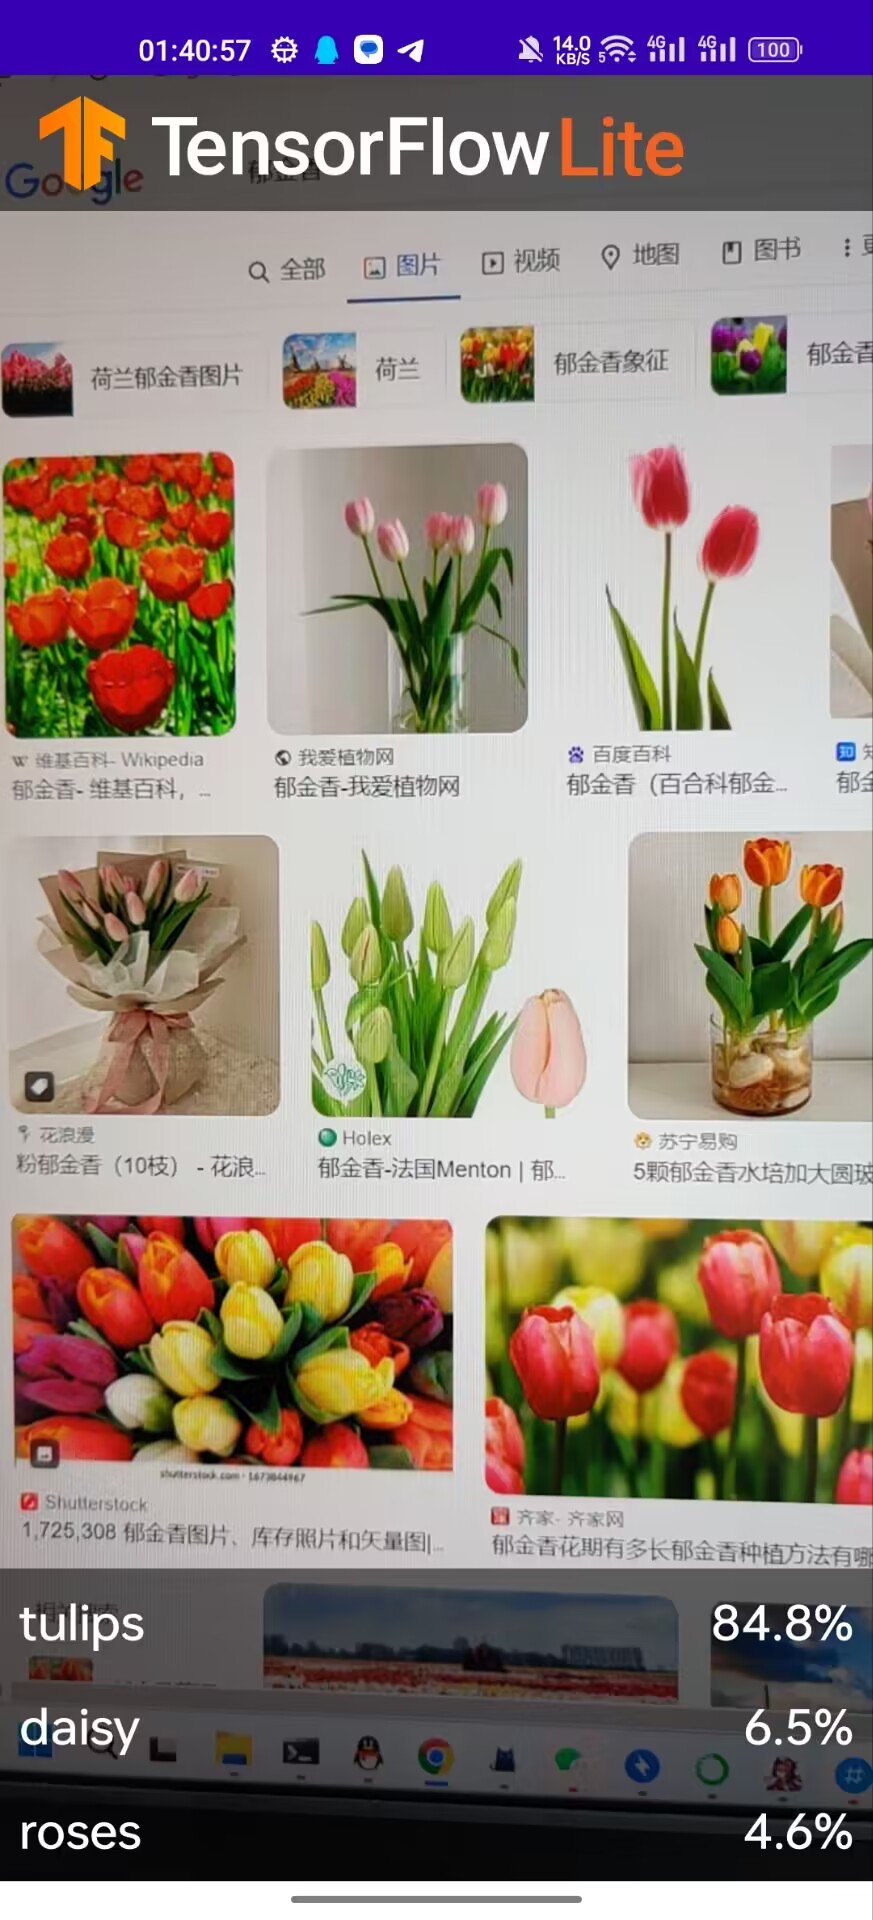 01:40:57
14.0 KB/S
5
4G
4G
100
TensorFlow Lite
Google
郁金香
全部
图片
视频
地图
图书
荷兰郁金香图片
荷兰
郁金香象征
郁金香
W 维基百科- Wikipedia
郁金香- 维基百科，...
我爱植物网
郁金香-我爱植物网
百度百科
郁金香（百合科郁金...
知
花浪漫
粉郁金香（10枝） - 花浪...
Holex
郁金香-法国Menton | 郁...
苏宁易购
5颗郁金香水培加大圆玻
shutterstock.com · 1673844967
Shutterstock
1,725,308 郁金香图片、库存照片和矢量图|...
齐家- 齐家网
郁金香花期有多长郁金香种植方法有哪
tulips 84.8%
daisy 6.5%
roses 4.6%